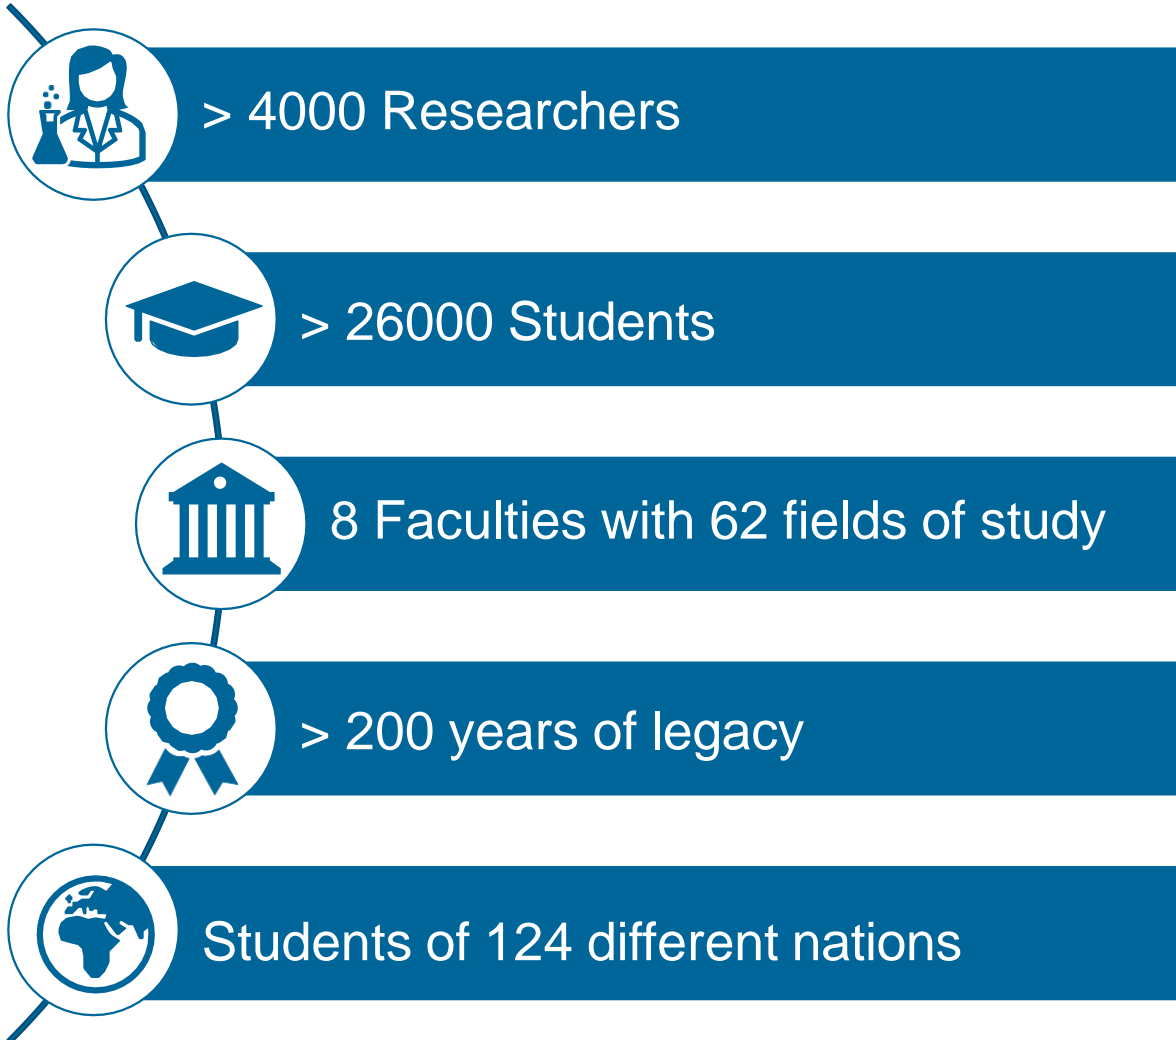 > 4000 Researchers
> 26000 Students
8 Faculties with 62 fields of study
> 200 years of legacy
Students of 124 different nations